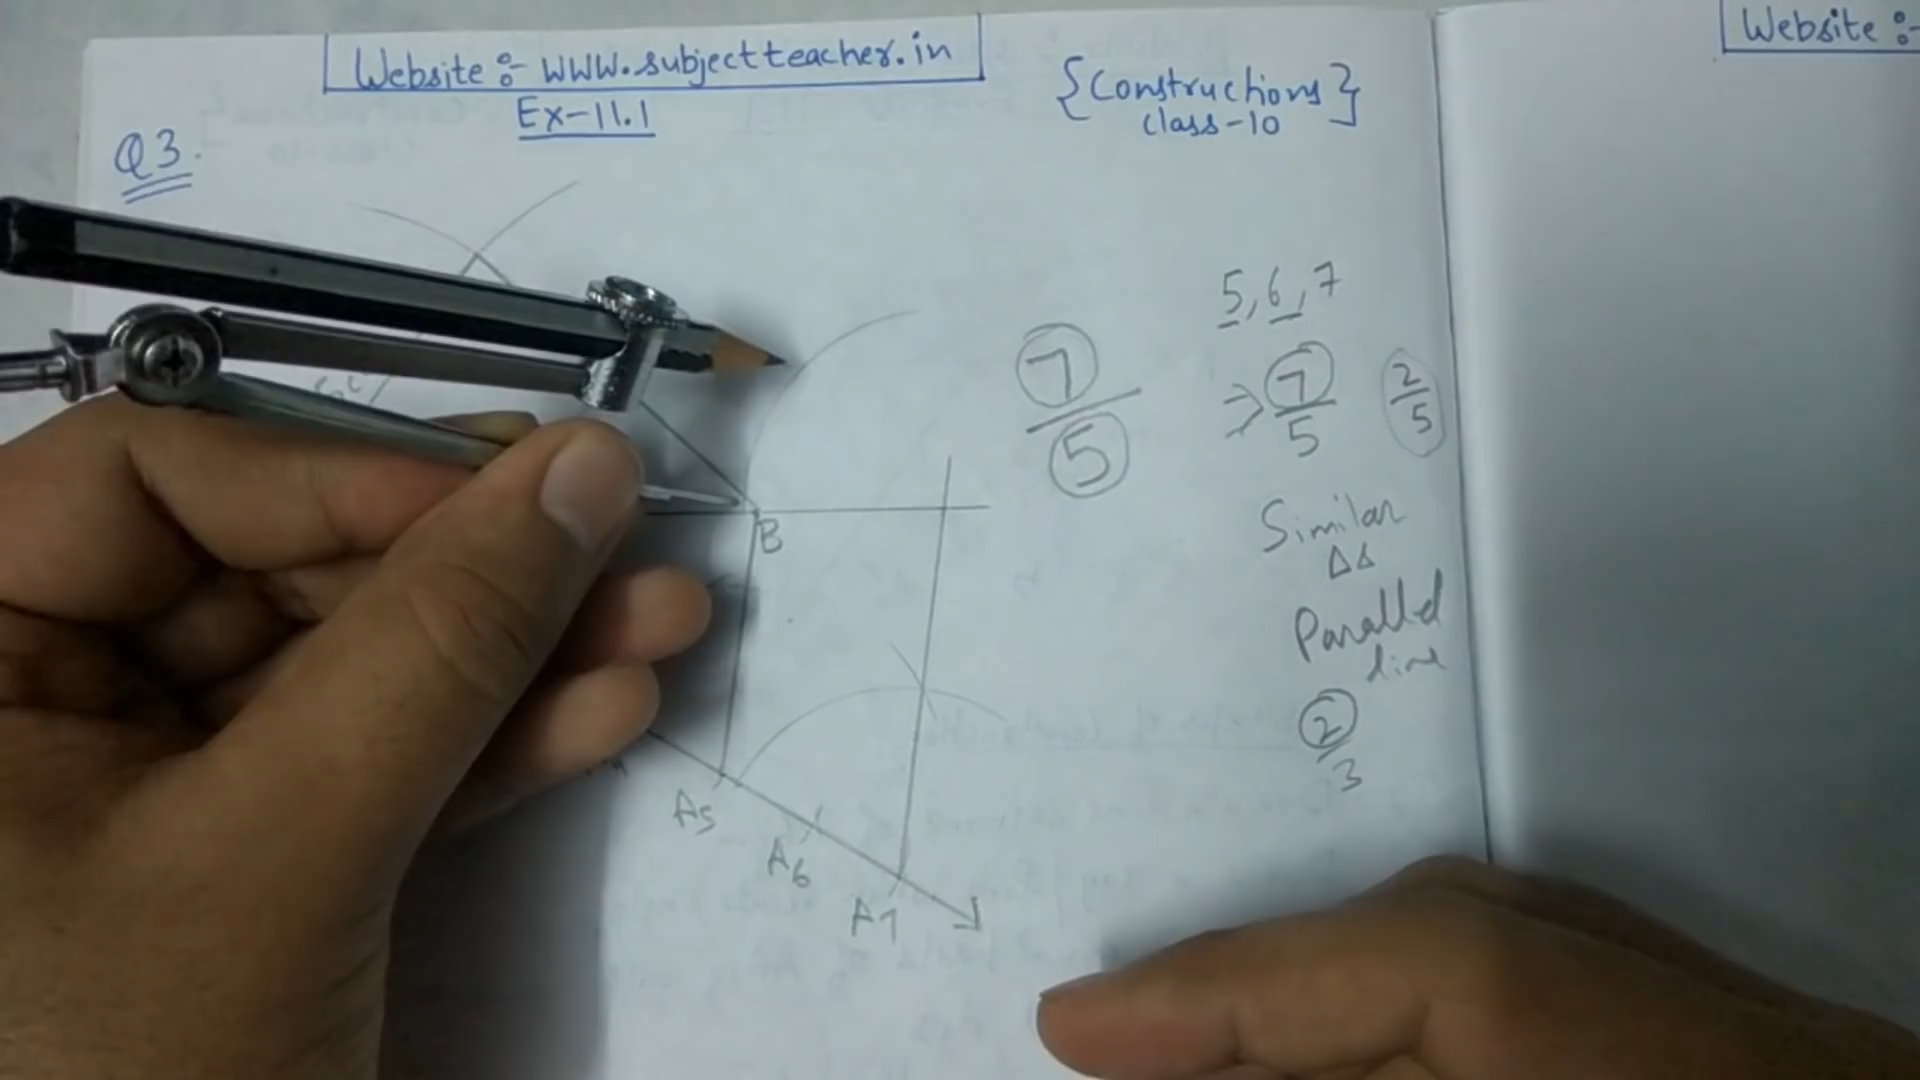 Website :- WWW.subjectteacher.in
Ex-11.1
{Constructions}
class-10
Website :-
Q3.
5, 6, 7
7/5
⇒ 7/5
2/5
B
Similar
Δs
Parallel
line
2/3
A5
A6
A7